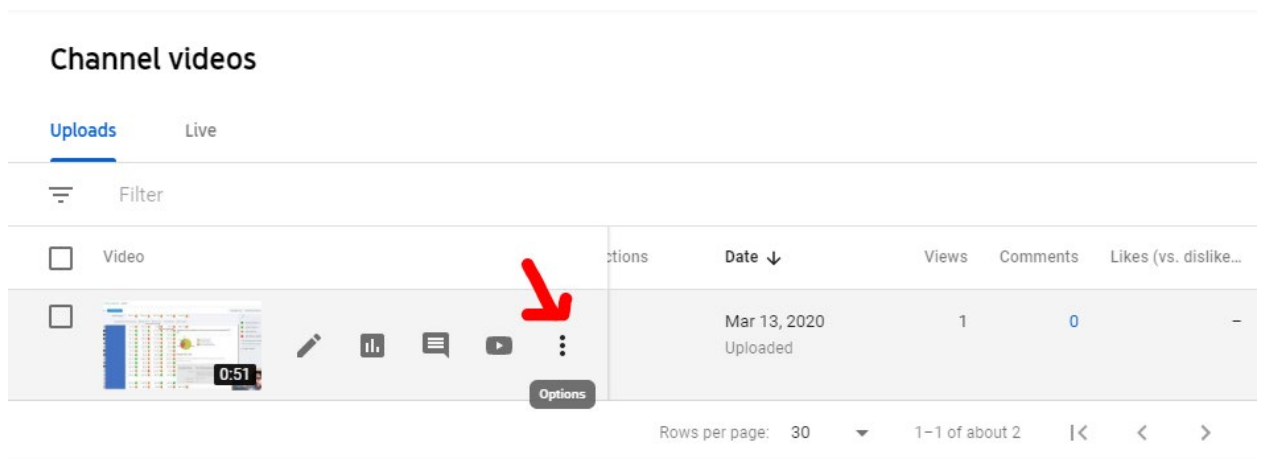 Channel videos
Uploads Live
Filter
Video ctions Date Views Comments Likes (vs. dislike...
0:51 Mar 13, 2020 1 0 –
Uploaded
Options
Rows per page: 30 1–1 of about 2